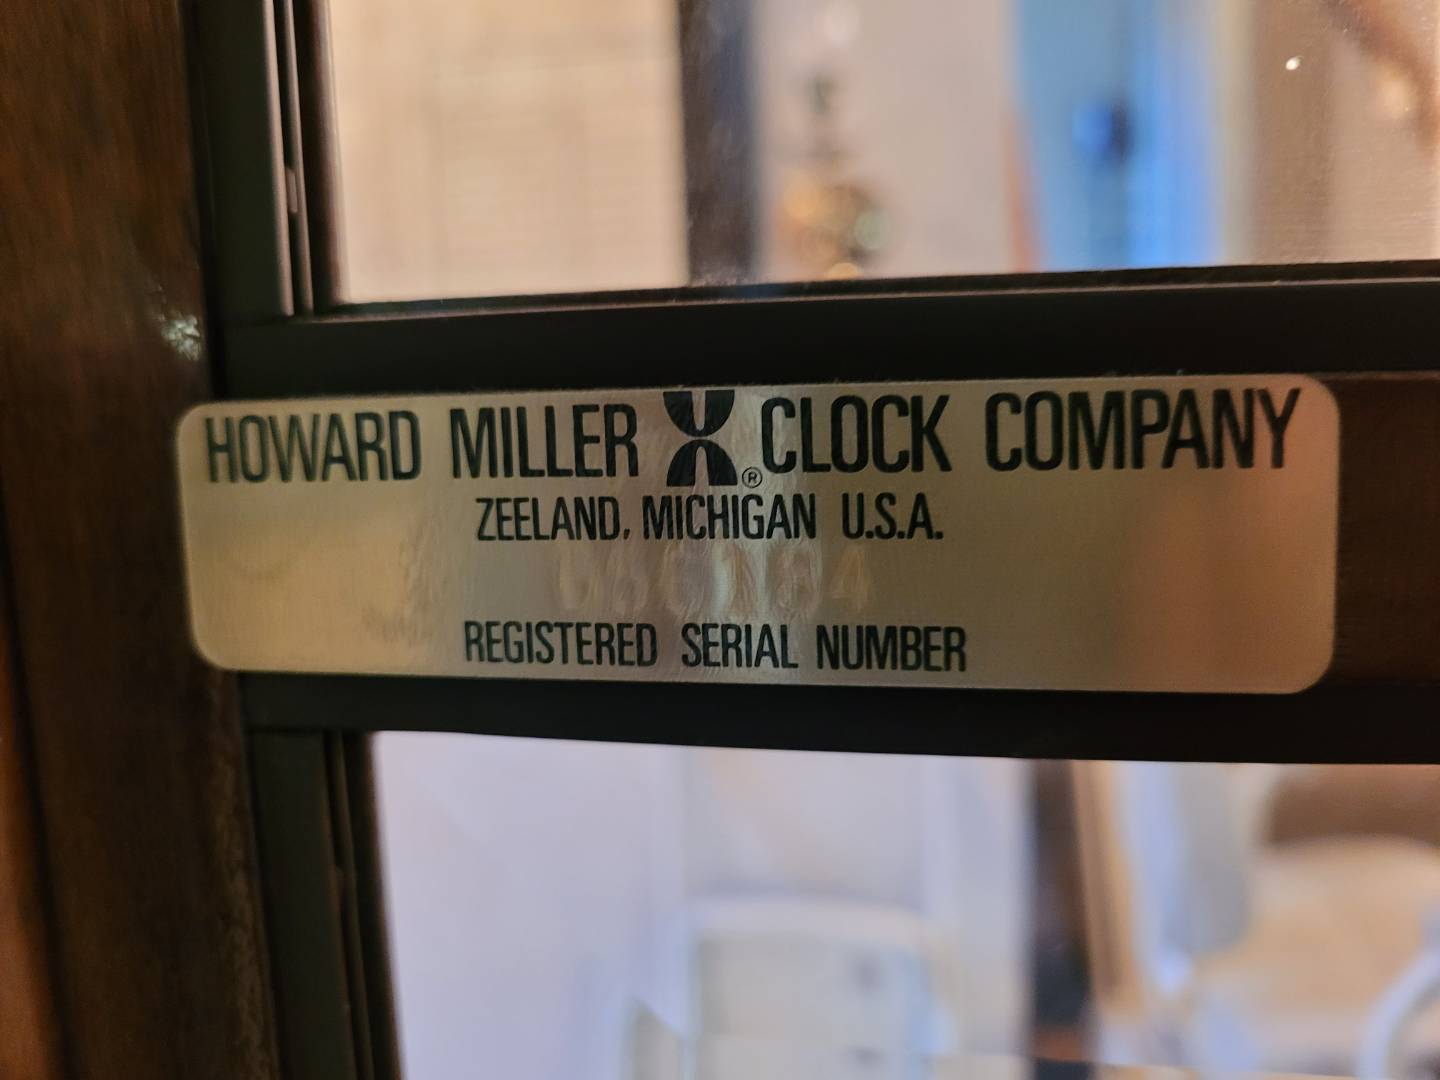 HOWARD MILLER ® CLOCK COMPANY
ZEELAND, MICHIGAN U.S.A.
REGISTERED SERIAL NUMBER